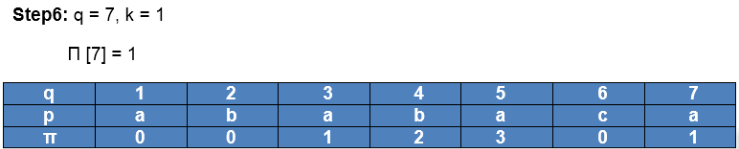 Step6: q = 7, k = 1
Π [7] = 1
q 1 2 3 4 5 6 7
p a b a b a c a
π 0 0 1 2 3 0 1